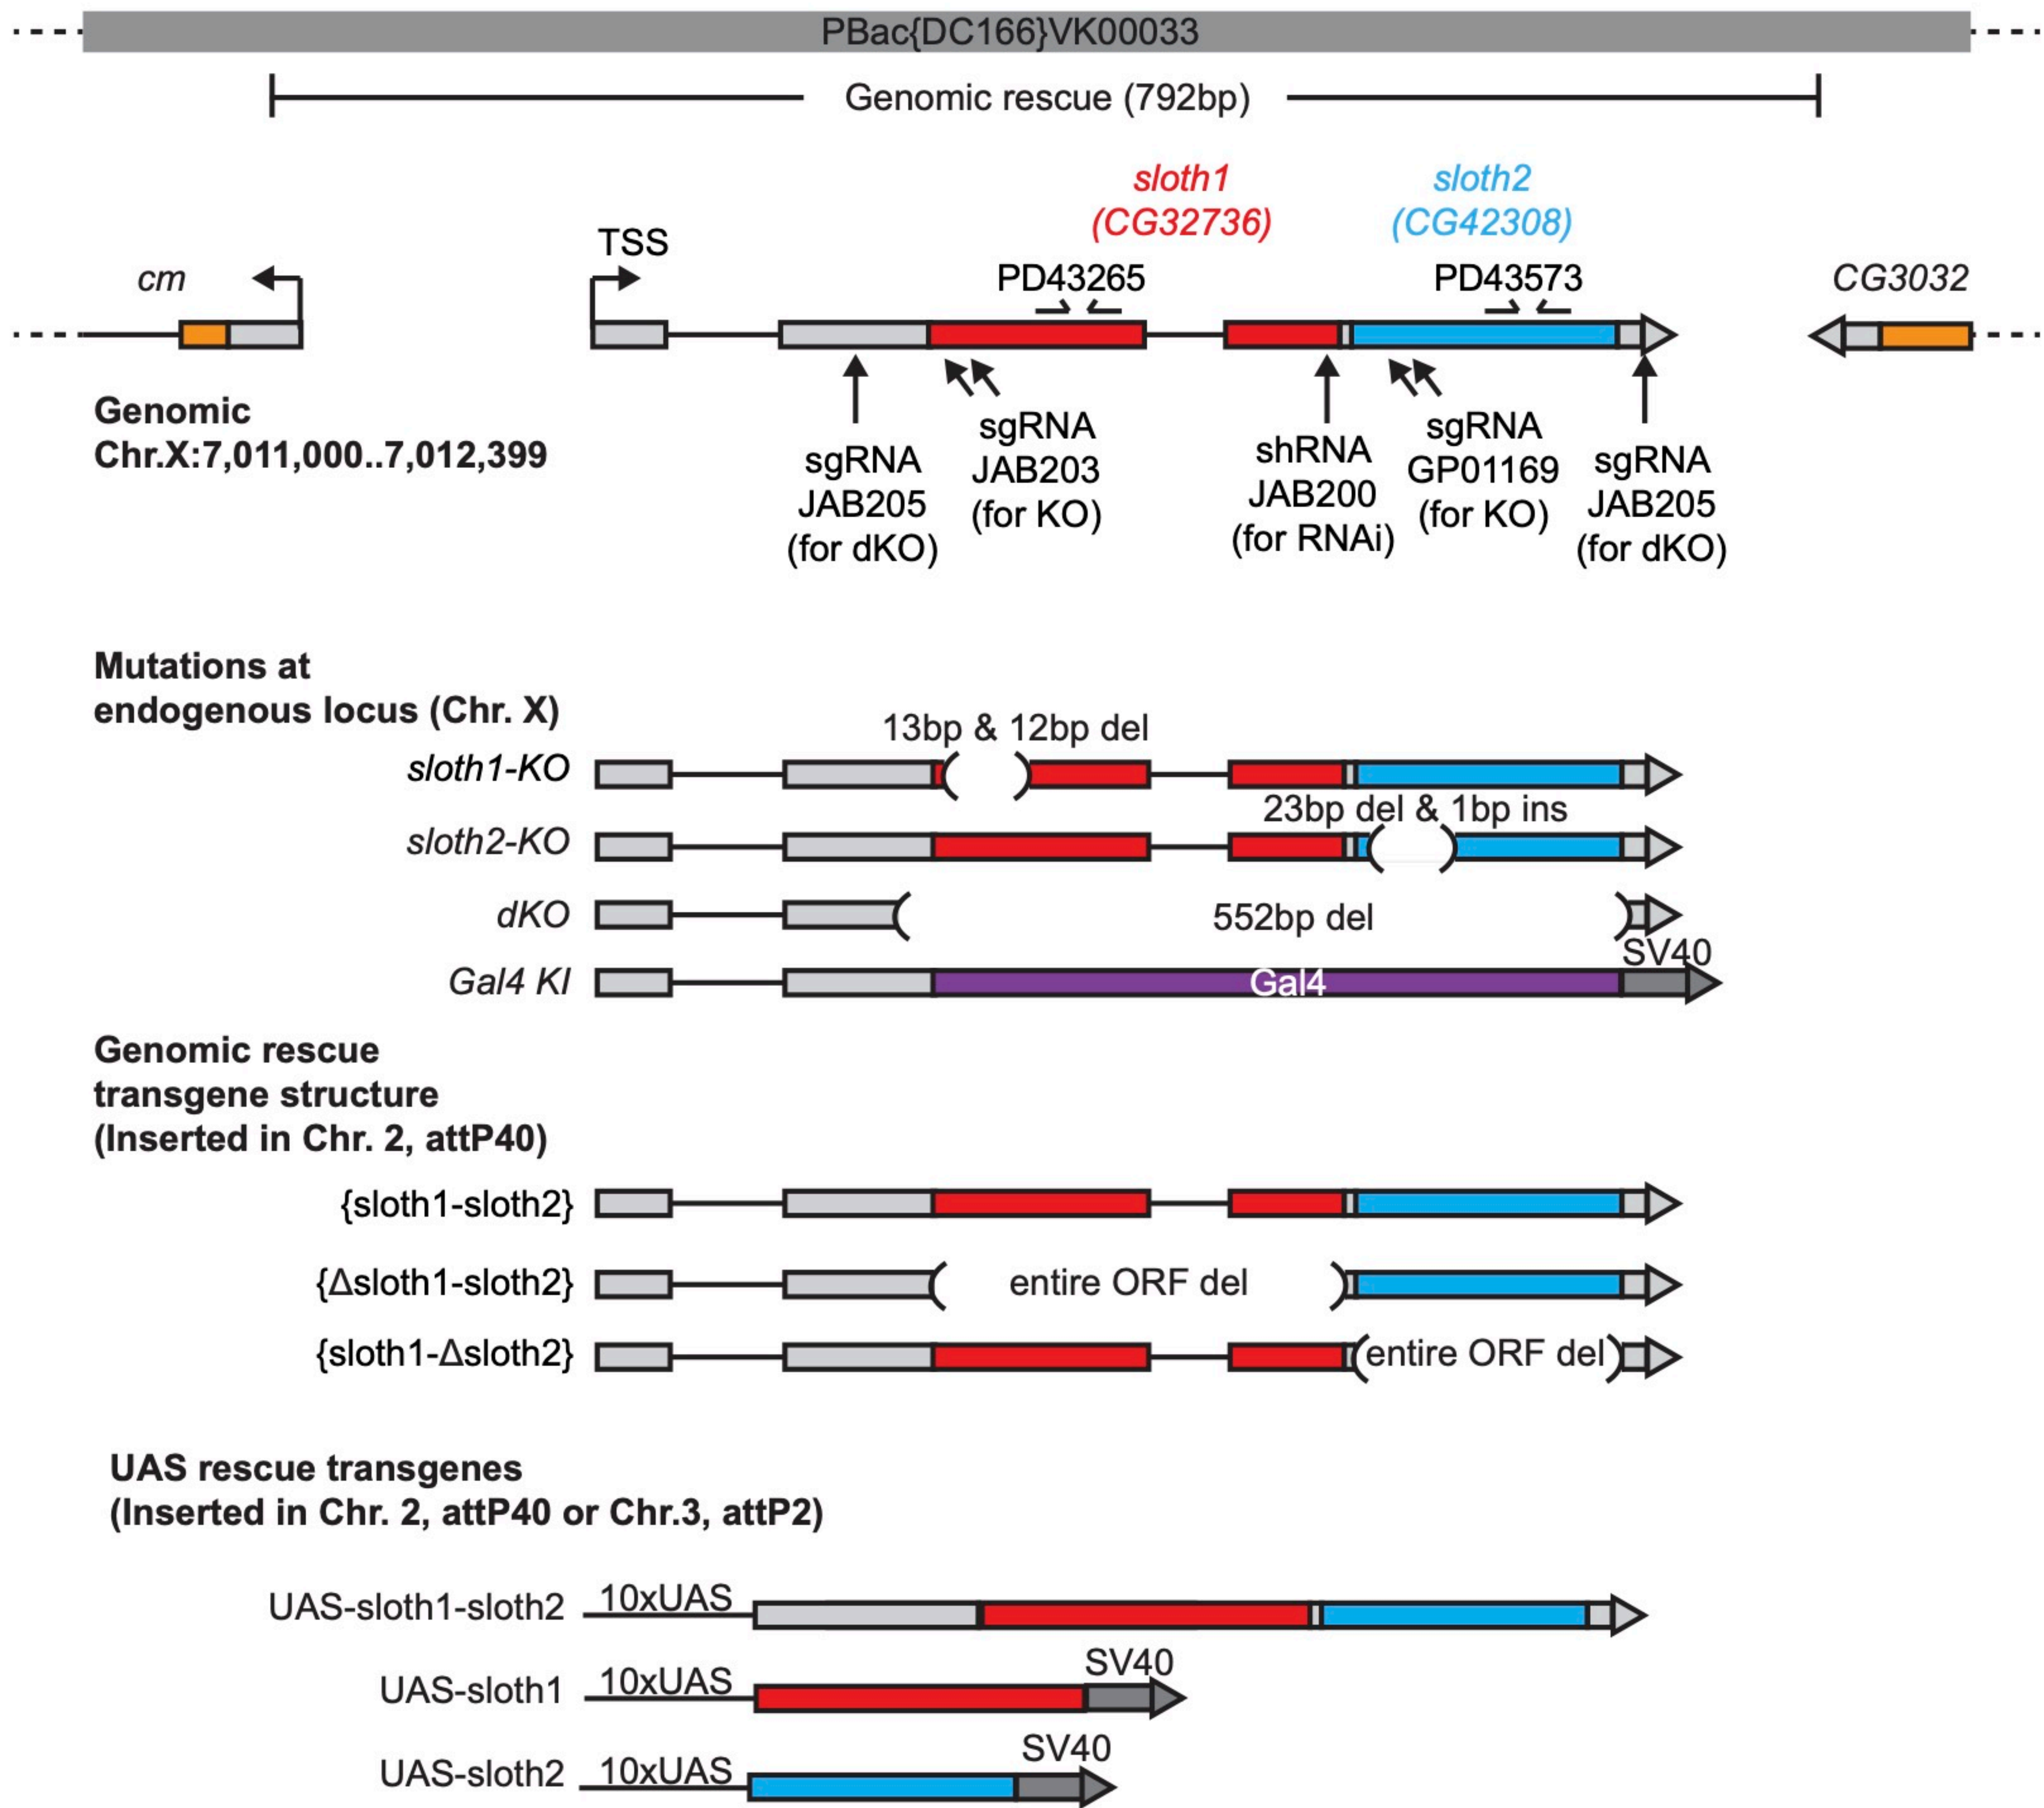 PBac{DC166}VK00033
Genomic rescue (792bp)
sloth1
(CG32736)
sloth2
(CG42308)
TSS
cm
PD43265
PD43573
CG3032
Genomic
Chr.X:7,011,000..7,012,399
sgRNA
JAB205
(for dKO)
sgRNA
JAB203
(for KO)
shRNA
JAB200
(for RNAi)
sgRNA
GP01169
(for KO)
sgRNA
JAB205
(for dKO)
Mutations at
endogenous locus (Chr. X)
13bp & 12bp del
sloth1-KO
23bp del & 1bp ins
sloth2-KO
dKO
552bp del
SV40
Gal4 KI
Gal4
Genomic rescue
transgene structure
(Inserted in Chr. 2, attP40)
{sloth1-sloth2}
{Δsloth1-sloth2}
entire ORF del
{sloth1-Δsloth2}
entire ORF del
UAS rescue transgenes
(Inserted in Chr. 2, attP40 or Chr.3, attP2)
UAS-sloth1-sloth2
10xUAS
SV40
UAS-sloth1
10xUAS
SV40
UAS-sloth2
10xUAS